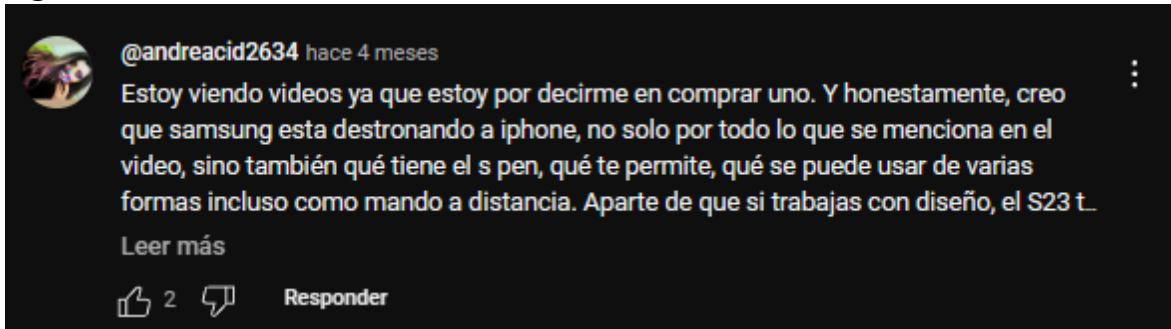 @andreacid2634 hace 4 meses
Estoy viendo videos ya que estoy por decirme en comprar uno. Y honestamente, creo
que samsung esta destronando a iphone, no solo por todo lo que se menciona en el
video, sino también qué tiene el s pen, qué te permite, qué se puede usar de varias
formas incluso como mando a distancia. Aparte de que si trabajas con diseño, el S23 t...
Leer más
2 Responder